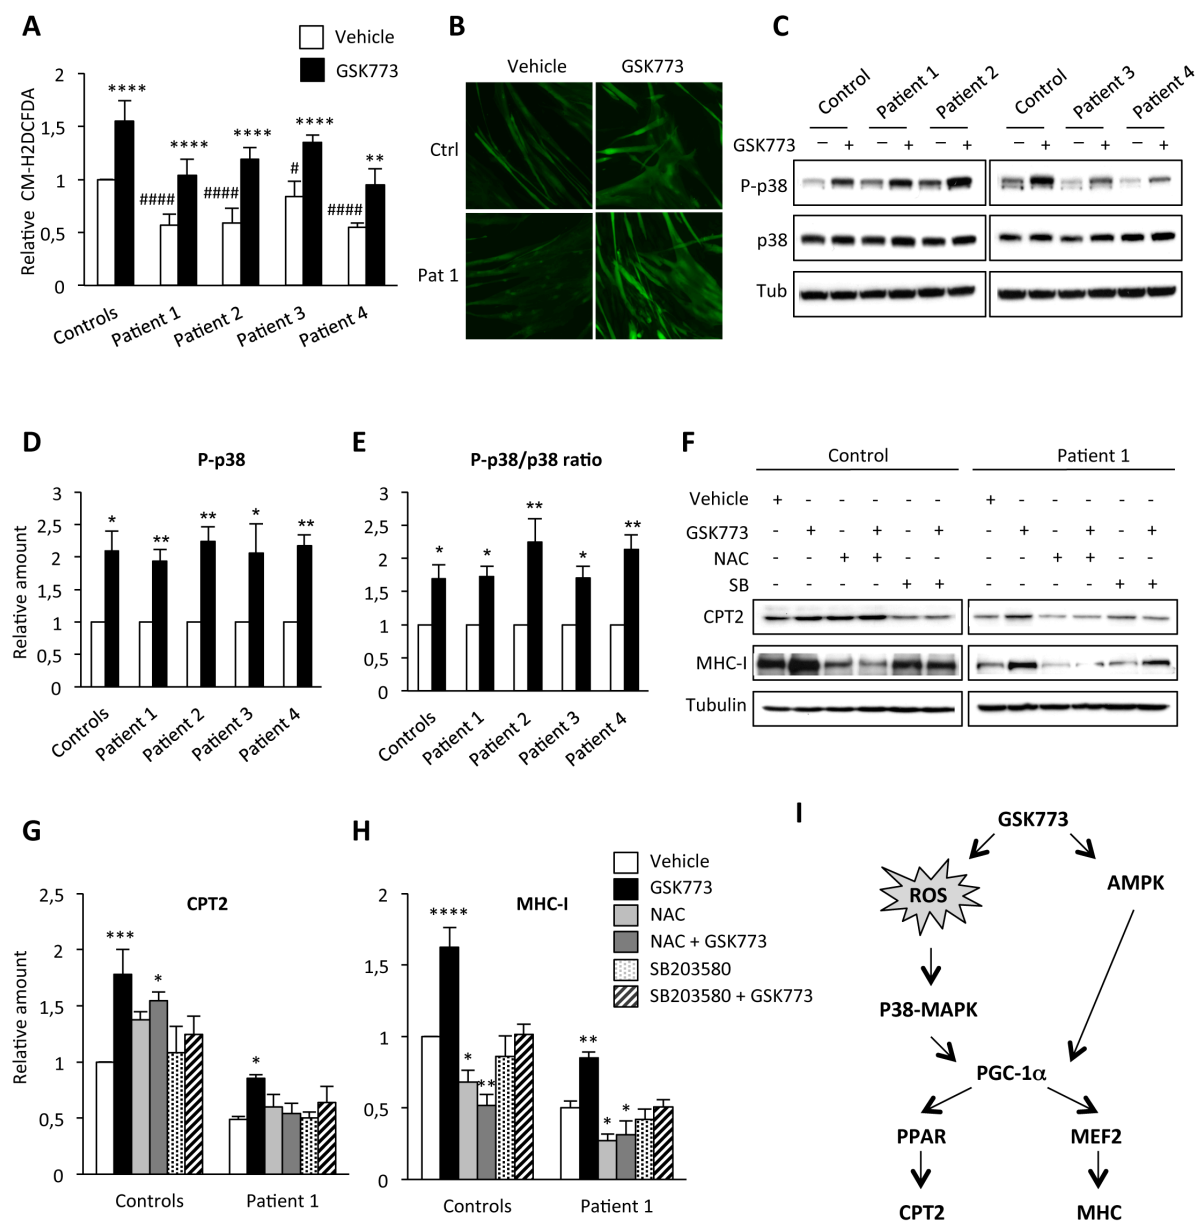 A
Vehicle
GSK773
Relative CM-H2DCFDA
2
1,5
1
0,5
0
****
####
****
####
****
#
****
####
**
Controls
Patient 1
Patient 2
Patient 3
Patient 4
B
Vehicle GSK773
Ctrl
Pat 1
C
Control Patient 1 Patient 2 Control Patient 3 Patient 4
GSK773 − + − + − + − + − + − +
P-p38
p38
Tub
D
P-p38
Relative amount
3
2,5
2
1,5
1
0,5
0
* ** ** * **
Controls Patient 1 Patient 2 Patient 3 Patient 4
E
P-p38/p38 ratio
3
2,5
2
1,5
1
0,5
0
* * ** * **
Controls Patient 1 Patient 2 Patient 3 Patient 4
F
Control Patient 1
Vehicle + - - - - - + - - - - -
GSK773 - + - + - + - + - + - +
NAC - - + + - - - - + + - -
SB - - - - + + - - - - + +
CPT2
MHC-I
Tubulin
G
CPT2
Relative amount
2,5
2
1,5
1
0,5
0
*** * *
Controls Patient 1
H
MHC-I
2
1,5
1
0,5
0
**** * ** ** * *
Controls Patient 1
Vehicle
GSK773
NAC
NAC + GSK773
SB203580
SB203580 + GSK773
I
GSK773
ROS
AMPK
P38-MAPK
PGC-1α
PPAR MEF2
CPT2 MHC